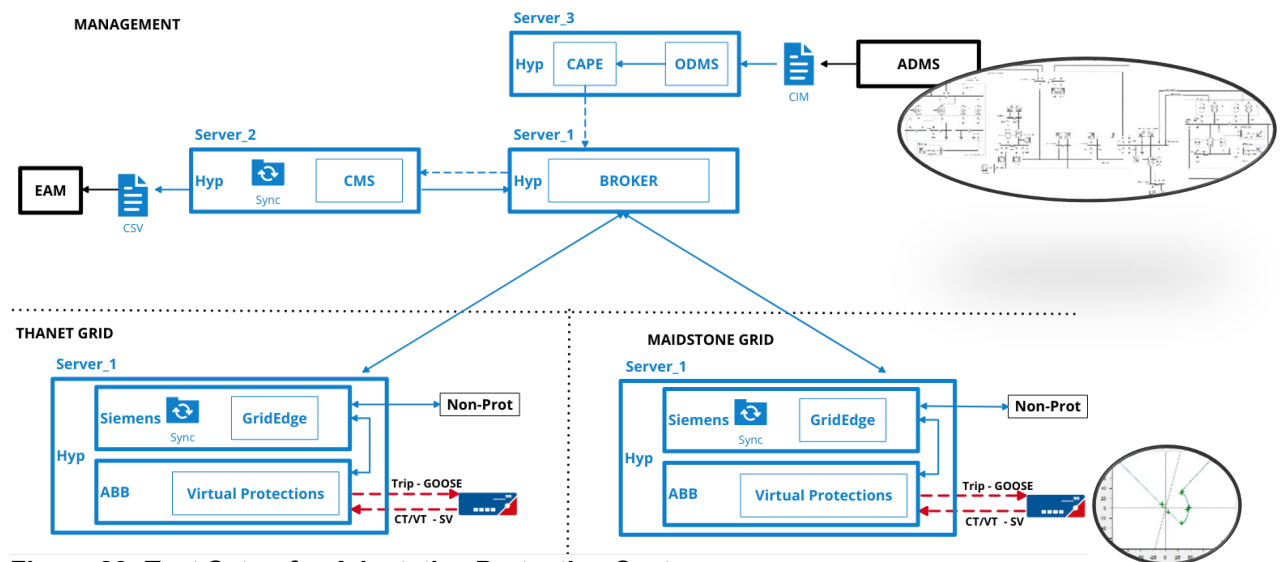 MANAGEMENT
Server_3
Hyp
CAPE
ODMS
CIM
ADMS
Server_2
Hyp
Sync
CMS
Server_1
Hyp
BROKER
EAM
CSV
THANET GRID
Server_1
Hyp
Siemens
Sync
GridEdge
Non-Prot
ABB
Virtual Protections
Trip - GOOSE
CT/VT - SV
MAIDSTONE GRID
Server_1
Hyp
Siemens
Sync
GridEdge
Non-Prot
ABB
Virtual Protections
Trip - GOOSE
CT/VT - SV